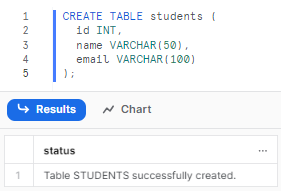 1 CREATE TABLE students (
2 id INT,
3 name VARCHAR(50),
4 email VARCHAR(100)
5 );
Results Chart
status ...
1 Table STUDENTS successfully created.